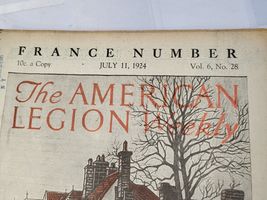 FRANCE NUMBER
10c. a Copy JULY 11, 1924 Vol. 6, No. 28
The AMERICAN
LEGION Weekly